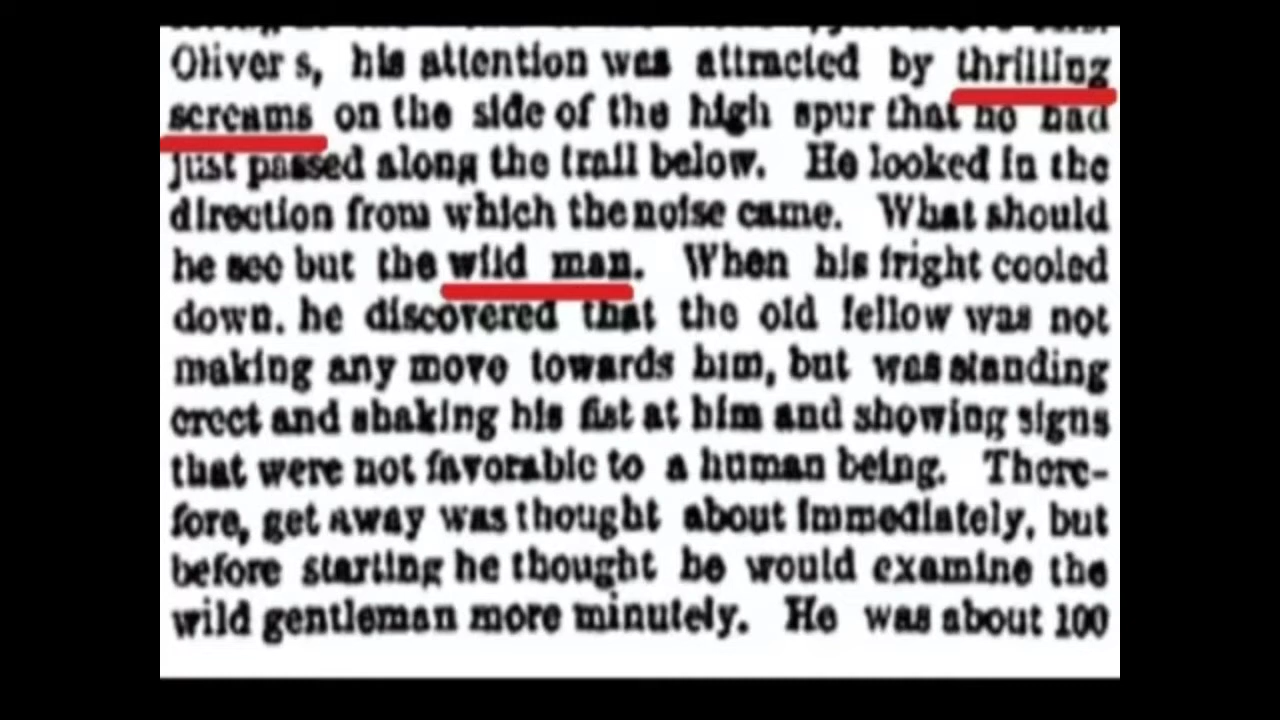 Oliver s, his attention was attracted by thrilling
screams on the side of the high spur that he had
just passed along the trail below. He looked in the
direction from which the noise came. What should
he see but the wild man. When his fright cooled
down. he discovered that the old fellow was not
making any move towards him, but was standing
erect and shaking his fist at him and showing signs
that were not favorable to a human being. There-
fore, get away was thought about immediately, but
before starting he thought he would examine the
wild gentleman more minutely. He was about 100